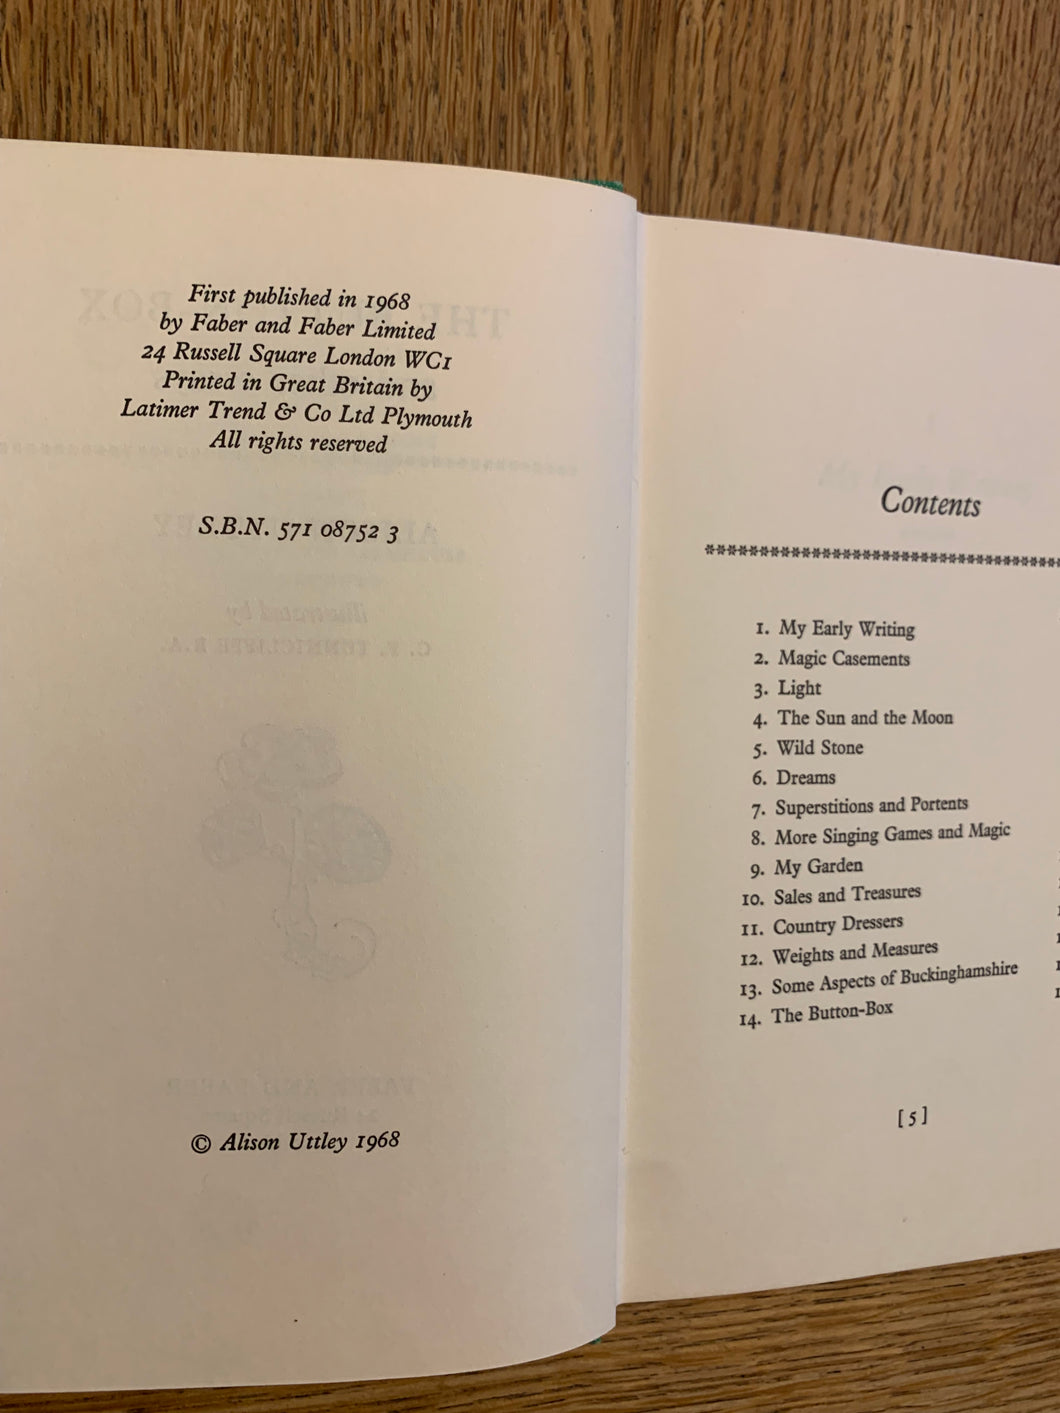 First published in 1968
by Faber and Faber Limited
24 Russell Square London WC1
Printed in Great Britain by
Latimer Trend & Co Ltd Plymouth
All rights reserved
S.B.N. 571 08752 3
© Alison Uttley 1968
Contents
1. My Early Writing
2. Magic Casements
3. Light
4. The Sun and the Moon
5. Wild Stone
6. Dreams
7. Superstitions and Portents
8. More Singing Games and Magic
9. My Garden
10. Sales and Treasures
11. Country Dressers
12. Weights and Measures
13. Some Aspects of Buckinghamshire
14. The Button-Box
[ 5 ]